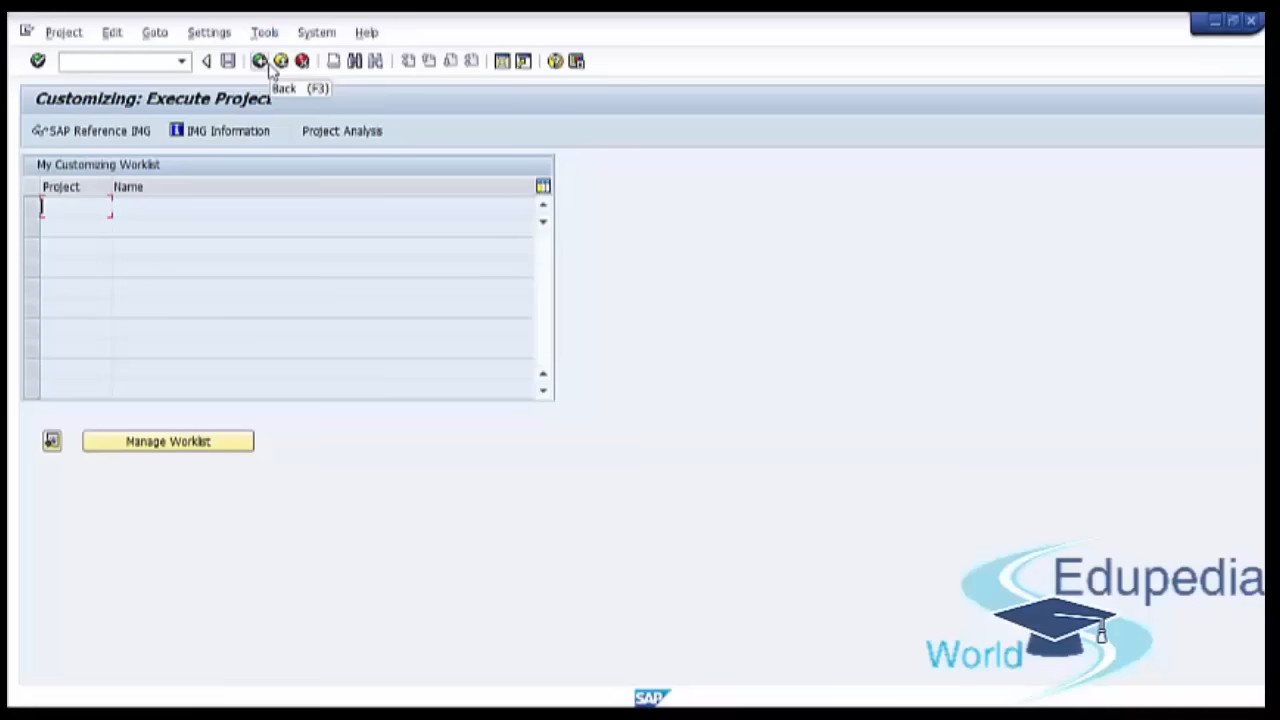 Project Edit Goto Settings Tools System Help
Back (F3)
Customizing: Execute Project
SAP Reference IMG IMG Information Project Analysis
My Customizing Worklist
Project Name
Manage Worklist
Edupedia
World
SAP